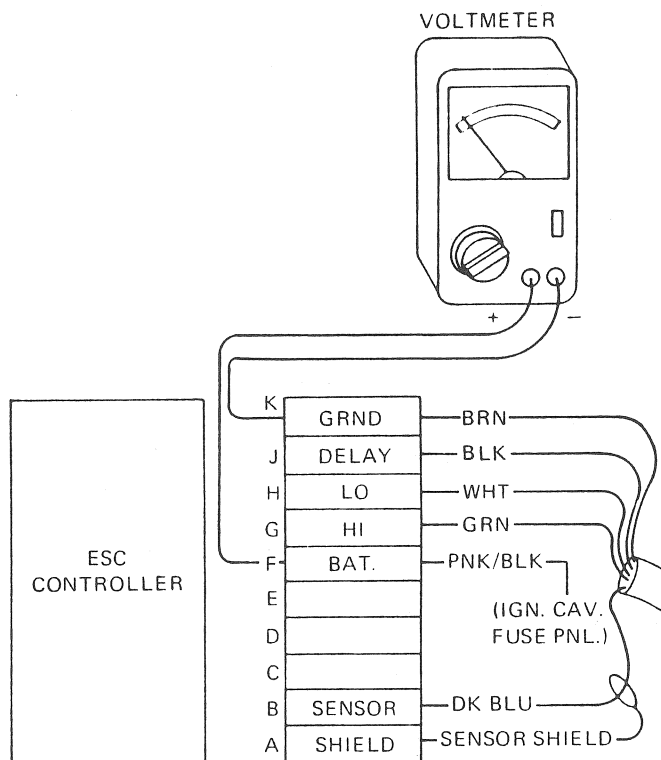 VOLTMETER
+ −
K GRND BRN
J DELAY BLK
H LO WHT
G HI GRN
F BAT. PNK/BLK
E
(IGN. CAV.
D
FUSE PNL.)
C
B SENSOR DK BLU
A SHIELD SENSOR SHIELD
ESC
CONTROLLER